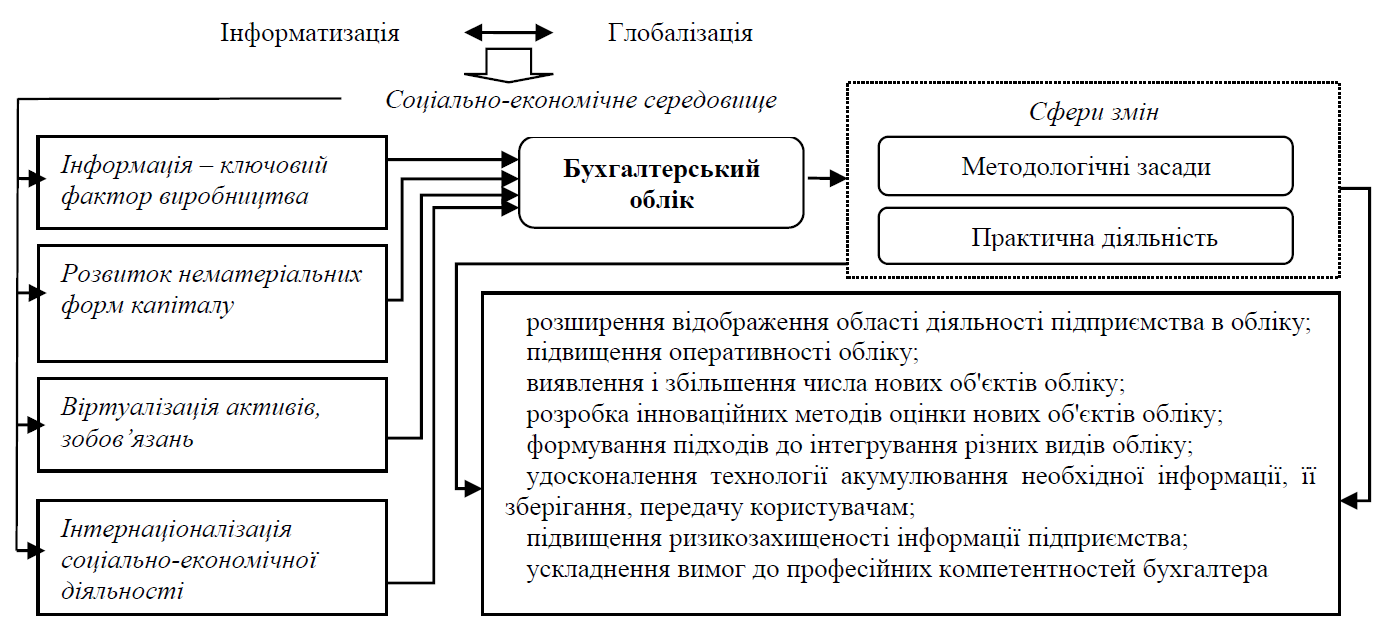 Інформатизація
Глобалізація
Соціально-економічне середовище
Інформація – ключовий
фактор виробництва
Розвиток нематеріальних
форм капіталу
Віртуалізація активів,
зобов’язань
Інтернаціоналізація
соціально-економічної
діяльності
Бухгалтерський
облік
Сфери змін
Методологічні засади
Практична діяльність
розширення відображення області діяльності підприємства в обліку;
підвищення оперативності обліку;
виявлення і збільшення числа нових об'єктів обліку;
розробка інноваційних методів оцінки нових об'єктів обліку;
формування підходів до інтегрування різних видів обліку;
удосконалення технології акумулювання необхідної інформації, її
зберігання, передачу користувачам;
підвищення ризикозахищеності інформації підприємства;
ускладнення вимог до професійних компетентностей бухгалтера